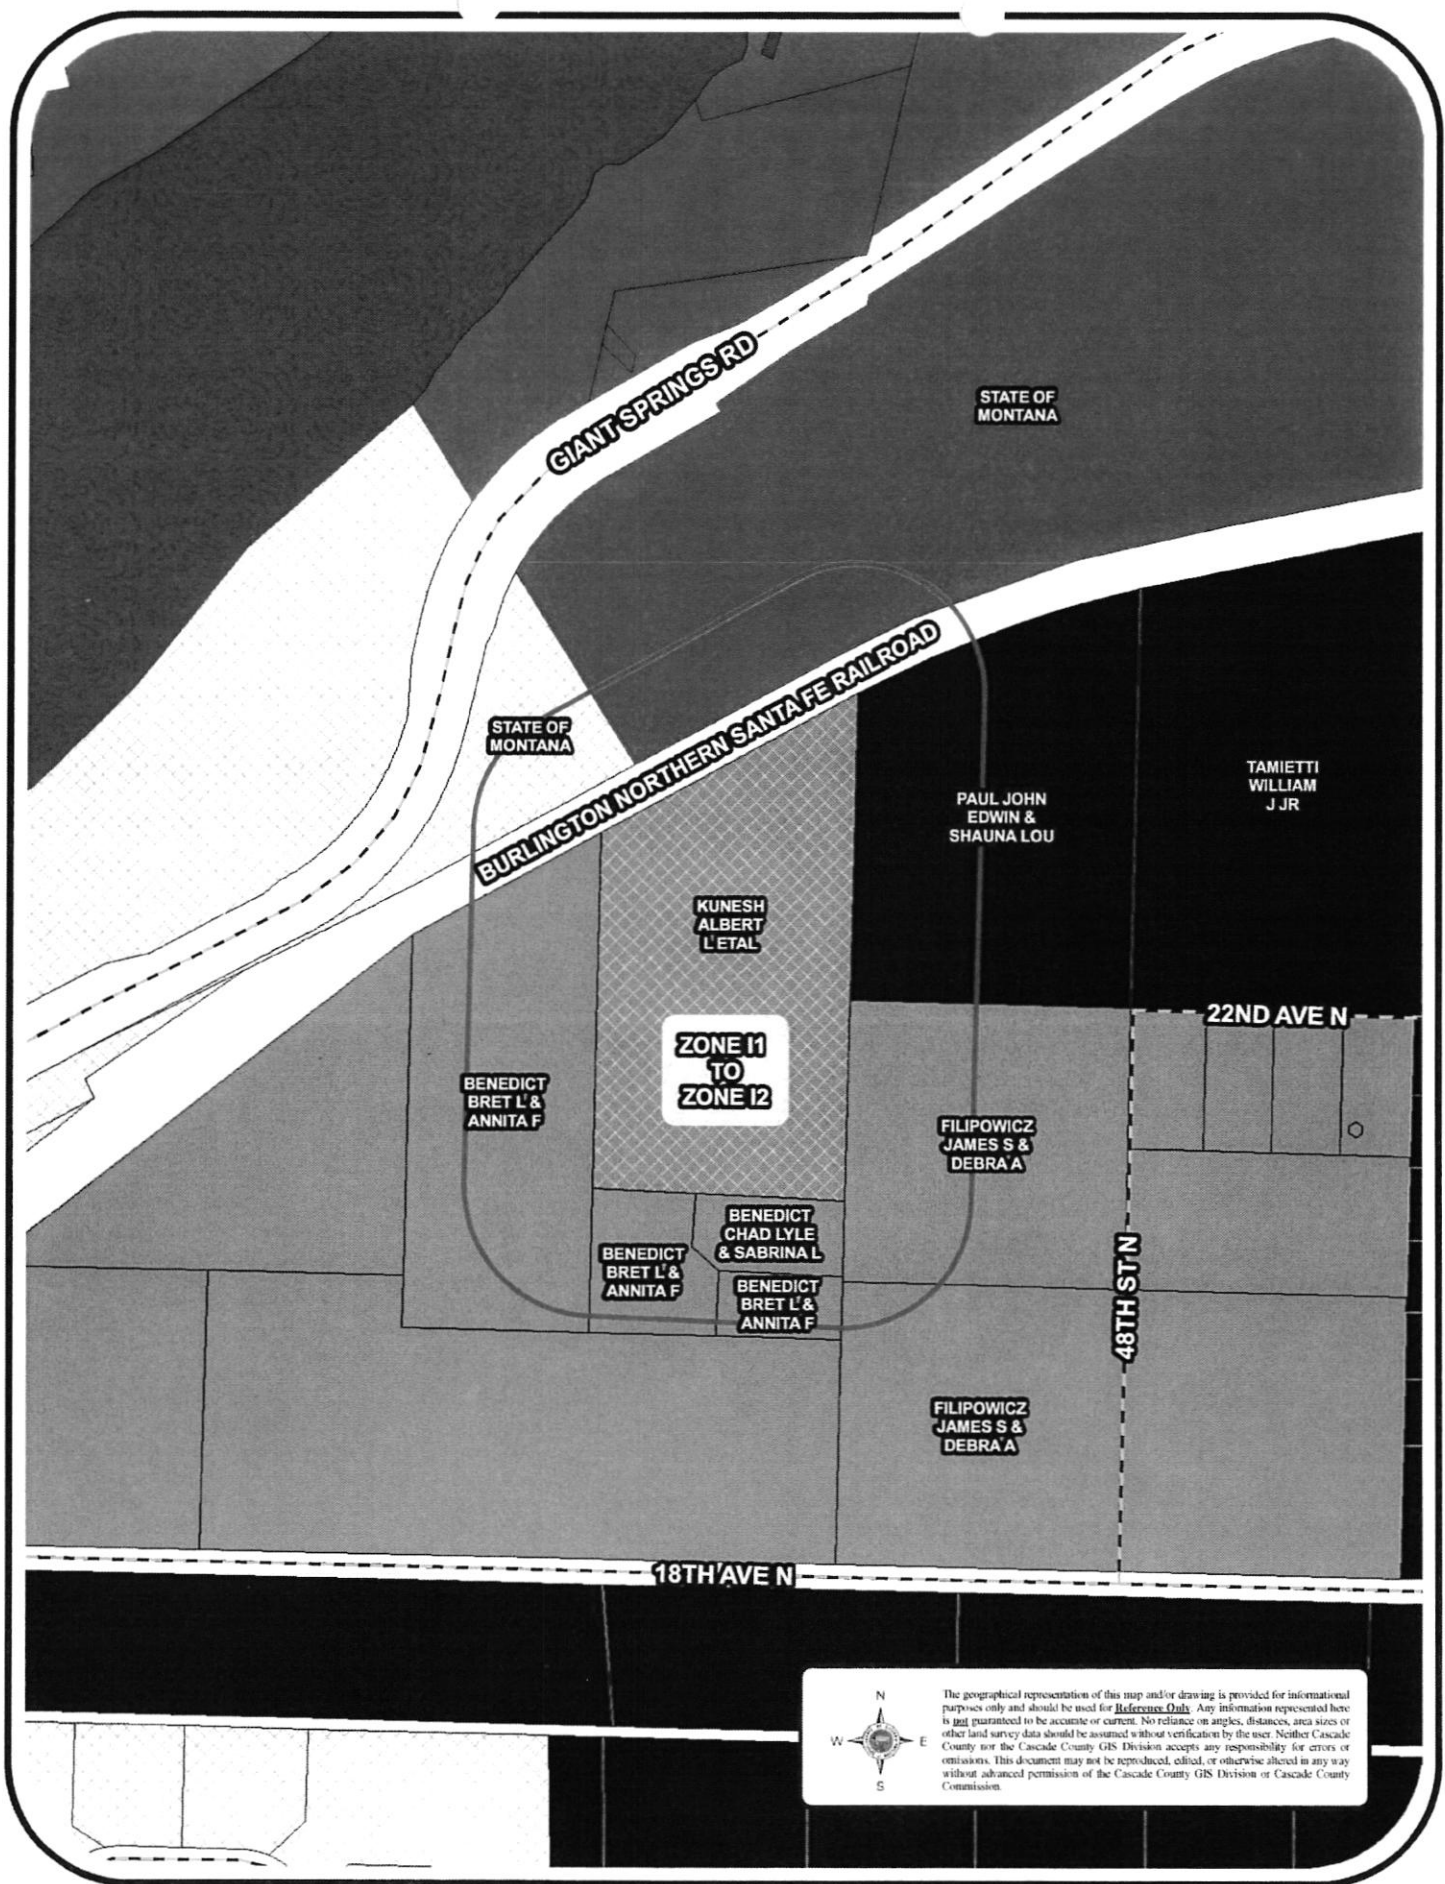 GIANT SPRINGS RD
STATE OF
MONTANA
BURLINGTON NORTHERN SANTA FE RAILROAD
STATE OF
MONTANA
TAMIETTI
WILLIAM
J JR
PAUL JOHN
EDWIN &
SHAUNA LOU
KUNESH
ALBERT
L ETAL
22ND AVE N
ZONE I1
TO
ZONE I2
BENEDICT
BRET L &
ANNITA F
FILIPOWICZ
JAMES S &
DEBRA A
BENEDICT
CHAD LYLE
& SABRINA L
BENEDICT
BRET L &
ANNITA F
BENEDICT
BRET L &
ANNITA F
48TH ST N
FILIPOWICZ
JAMES S &
DEBRA A
18TH AVE N
N
W E
S
The geographical representation of this map and/or drawing is provided for informational
purposes only and should be used for Reference Only. Any information represented here
is not guaranteed to be accurate or current. No reliance on angles, distances, area sizes or
other land survey data should be assumed without verification by the user. Neither Cascade
County nor the Cascade County GIS Division accepts any responsibility for errors or
omissions. This document may not be reproduced, edited, or otherwise altered in any way
without advanced permission of the Cascade County GIS Division or Cascade County
Commission.